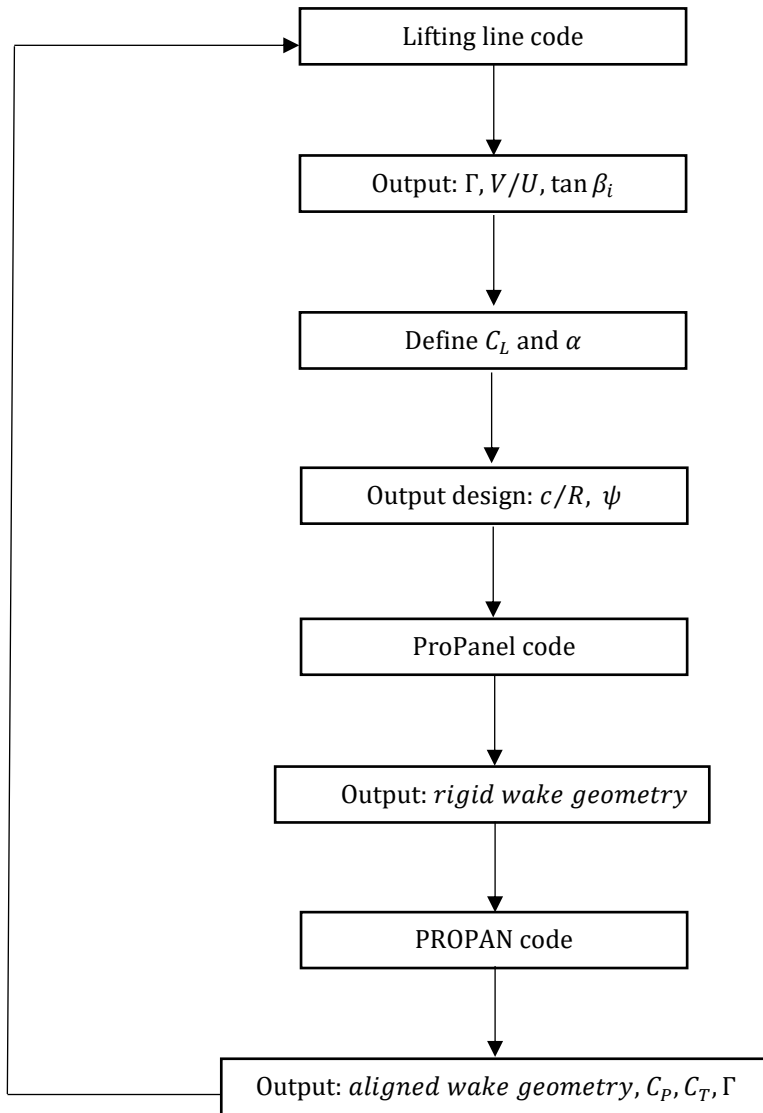 Lifting line code
Output: Γ, V/U, tan β_i
Define C_L and α
Output design: c/R, ψ
ProPanel code
Output: rigid wake geometry
PROPAN code
Output: aligned wake geometry, C_P, C_T, Γ